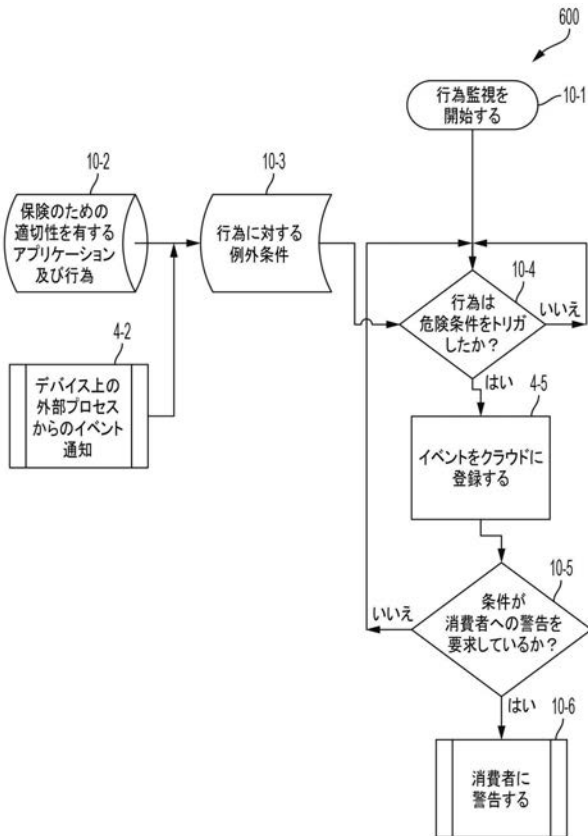 600
行為監視を
開始する
10-1
10-2
保険のための
適切性を有する
アプリケーション
及び行為
10-3
行為に対する
例外条件
10-4
行為は
危険条件をトリガ
したか?
いいえ
はい
4-2
デバイス上の
外部プロセス
からのイベント
通知
4-5
イベントをクラウドに
登録する
10-5
条件が
消費者への警告を
要求しているか?
いいえ
はい
10-6
消費者に
警告する